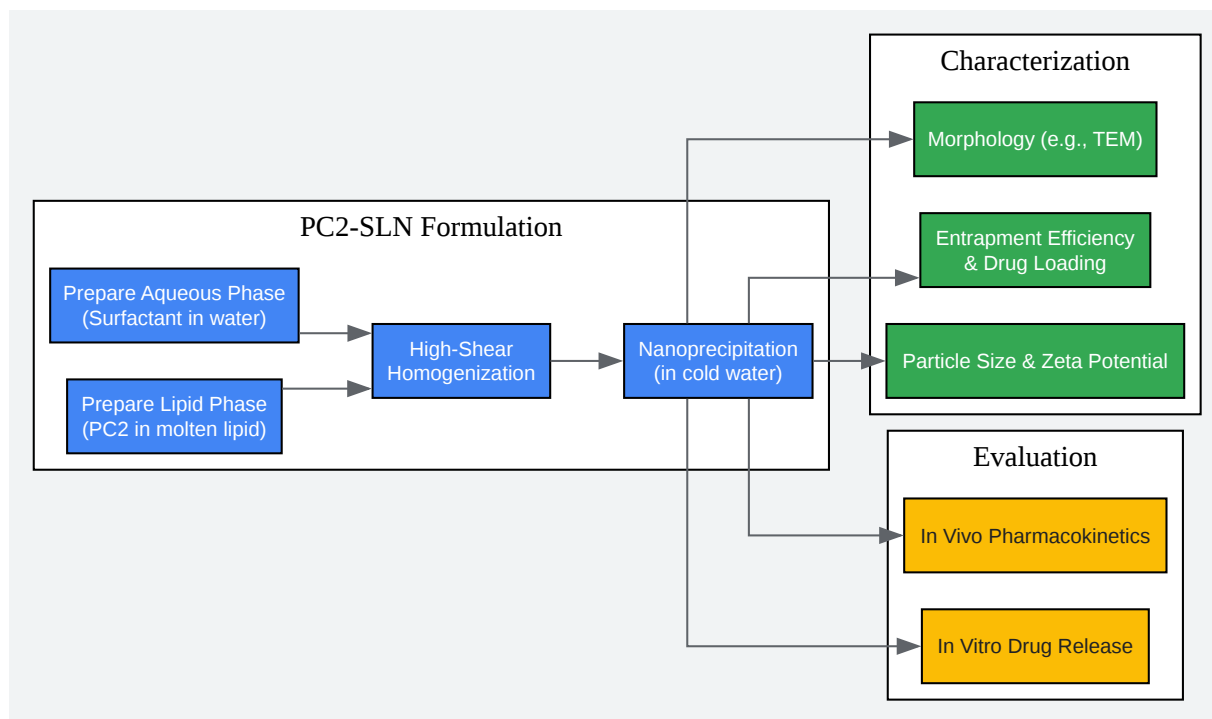 PC2-SLN Formulation
Prepare Aqueous Phase
(Surfactant in water)
Prepare Lipid Phase
(PC2 in molten lipid)
High-Shear
Homogenization
Nanoprecipitation
(in cold water)
Characterization
Morphology (e.g., TEM)
Entrapment Efficiency
& Drug Loading
Particle Size & Zeta Potential
Evaluation
In Vivo Pharmacokinetics
In Vitro Drug Release